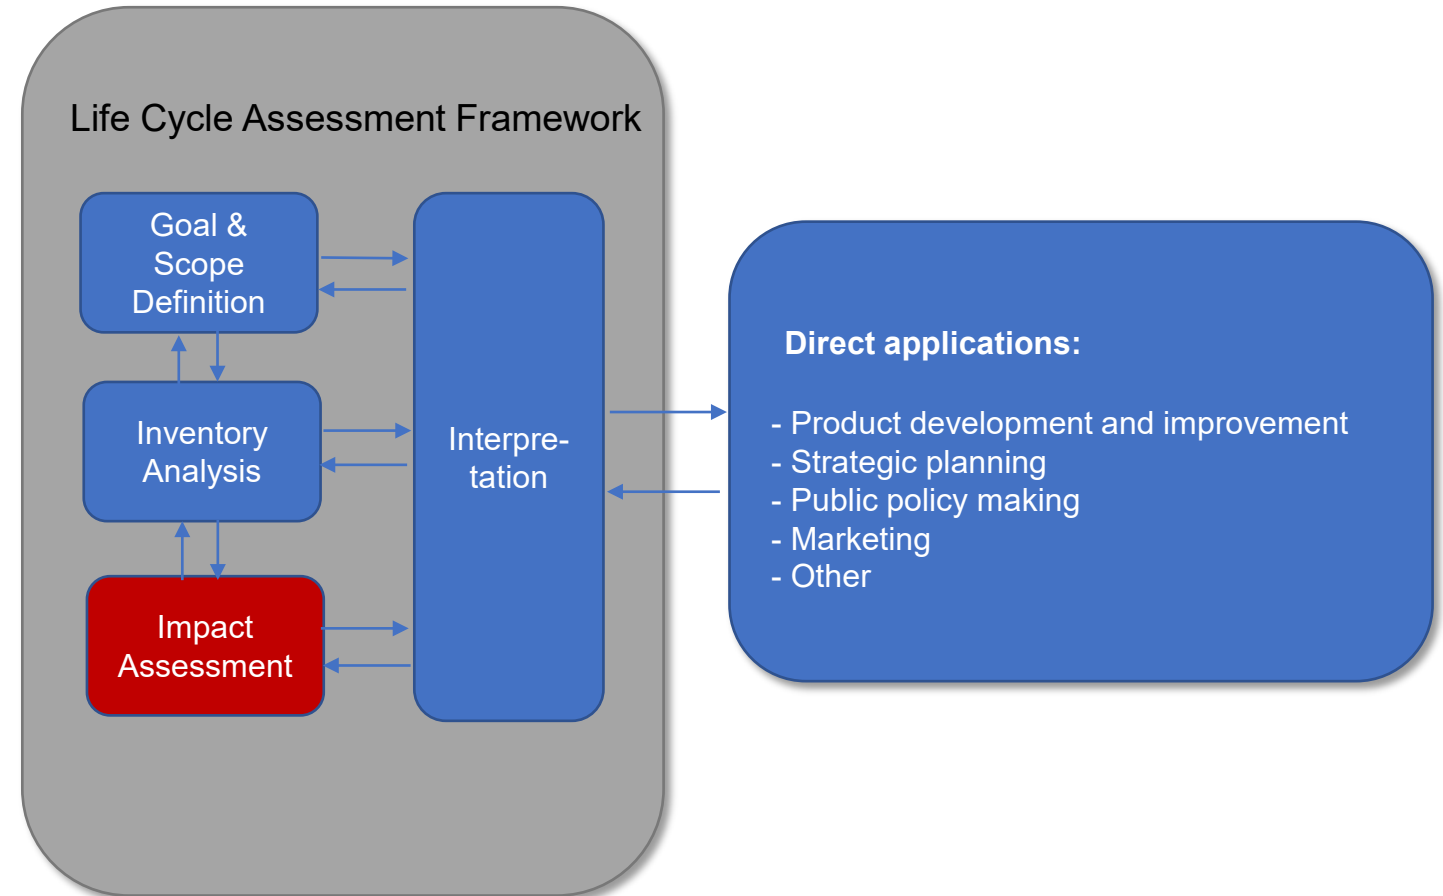 Life Cycle Assessment Framework
Goal &
Scope
Definition
Inventory
Analysis
Impact
Assessment
Interpre-
tation
Direct applications:
- Product development and improvement
- Strategic planning
- Public policy making
- Marketing
- Other